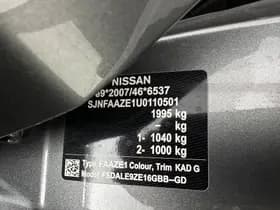 NISSAN
9*2007/46*6537
SJNFAAZE1U0110501
1995 kg
- kg
1- 1040 kg
2- 1000 kg
Type FAAZE1 Colour, Trim KAD G
Model FSDALE9ZE16GBB-GD